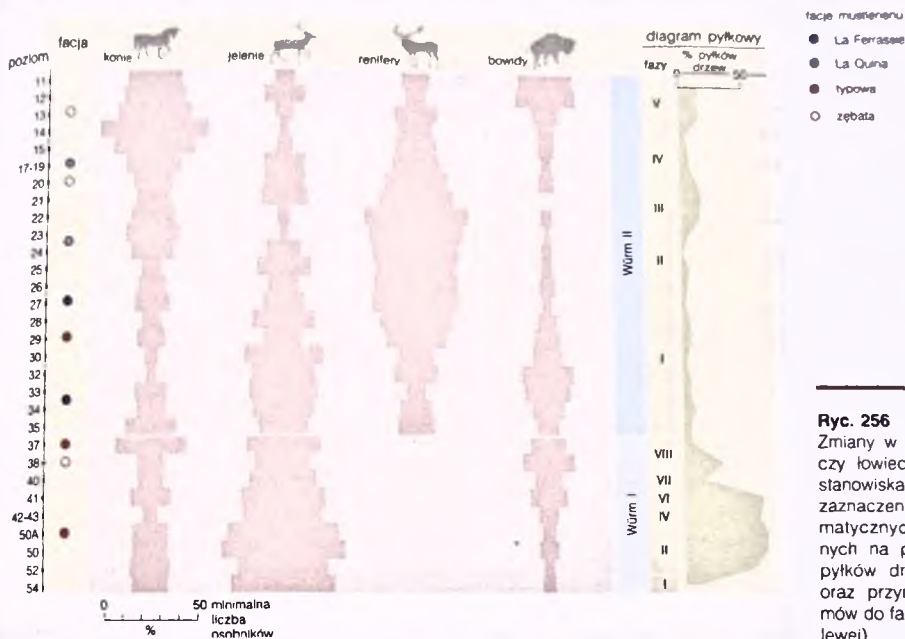 poziom
facja
konie
jelenie
renifery
bowidy
diagram pyłkowy
fazy
% pyłków
drzew
0
50
11
12
13
14
15
17-19
20
21
22
23
24
25
26
27
28
29
30
32
33
34
35
37
38
40
41
42-43
50A
50
52
54
Würm II
Würm I
V
IV
III
II
I
VIII
VII
VI
IV
II
I
0 50
%
minimalna
liczba
osobników
facje mustierienu
La Ferrassie
La Quina
typowa
zębata
Ryc. 256
Zmiany w
czy łowiec
stanowiska
zaznaczen
matycznych
nych na p
pyłków dr
oraz przyn
mów do fa
lewej)